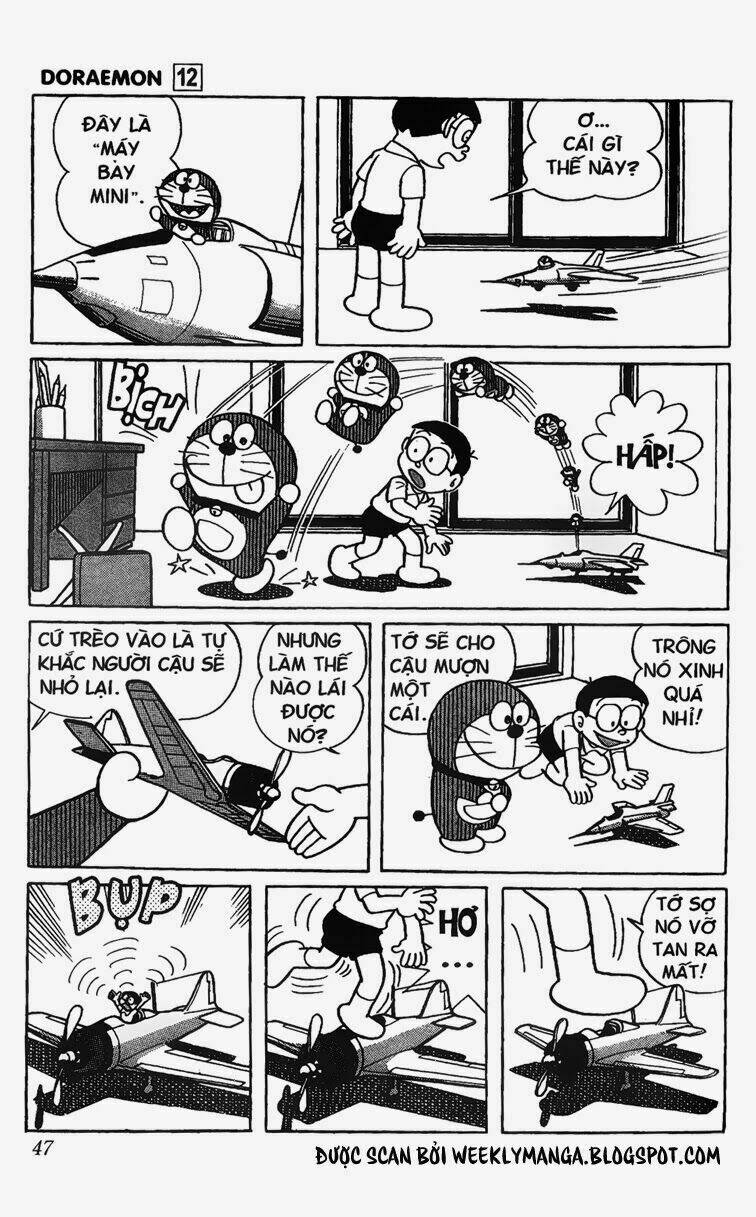 DORAEMON 12
Ơ...
CÁI GÌ
THẾ NÀY?
ĐÂY LÀ
“MÁY
BAY
MINI”.
HẤP!
BỊCH
TRÔNG
NÓ XINH
QUÁ
NHỈ!
TỚ SẼ CHO
CẬU MƯỢN
MỘT
CÁI.
NHƯNG
LÀM THẾ
NÀO LÁI
ĐƯỢC
NÓ?
CỨ TRÈO VÀO LÀ TỰ
KHẮC NGƯỜI CẬU SẼ
NHỎ LẠI.
TỚ SỢ
NÓ VỠ
TAN RA
MẤT!
HƠ
...
BỤP
47
ĐƯỢC SCAN BỞI WEEKLYMANGA.BLOGSPOT.COM